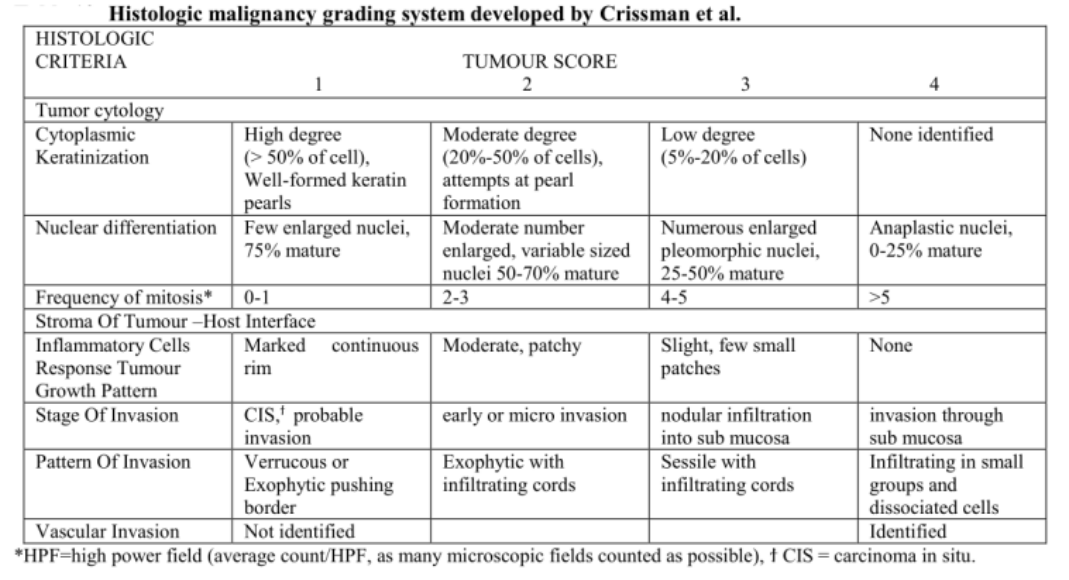 Histologic malignancy grading system developed by Crissman et al.
HISTOLOGIC
CRITERIA TUMOUR SCORE
1 2 3 4
Tumor cytology
Cytoplasmic High degree Moderate degree Low degree None identified
Keratinization (> 50% of cell), (20%-50% of cells), (5%-20% of cells)
Well-formed keratin attempts at pearl
pearls formation
Nuclear differentiation Few enlarged nuclei, Moderate number Numerous enlarged Anaplastic nuclei,
75% mature enlarged, variable sized pleomorphic nuclei, 0-25% mature
nuclei 50-70% mature 25-50% mature
Frequency of mitosis* 0-1 2-3 4-5 >5
Stroma Of Tumour –Host Interface
Inflammatory Cells Marked continuous Moderate, patchy Slight, few small None
Response Tumour rim patches
Growth Pattern
Stage Of Invasion CIS,† probable early or micro invasion nodular infiltration invasion through
invasion into sub mucosa sub mucosa
Pattern Of Invasion Verrucous or Exophytic with Sessile with Infiltrating in small
Exophytic pushing infiltrating cords infiltrating cords groups and
border dissociated cells
Vascular Invasion Not identified Identified
*HPF=high power field (average count/HPF, as many microscopic fields counted as possible), † CIS = carcinoma in situ.